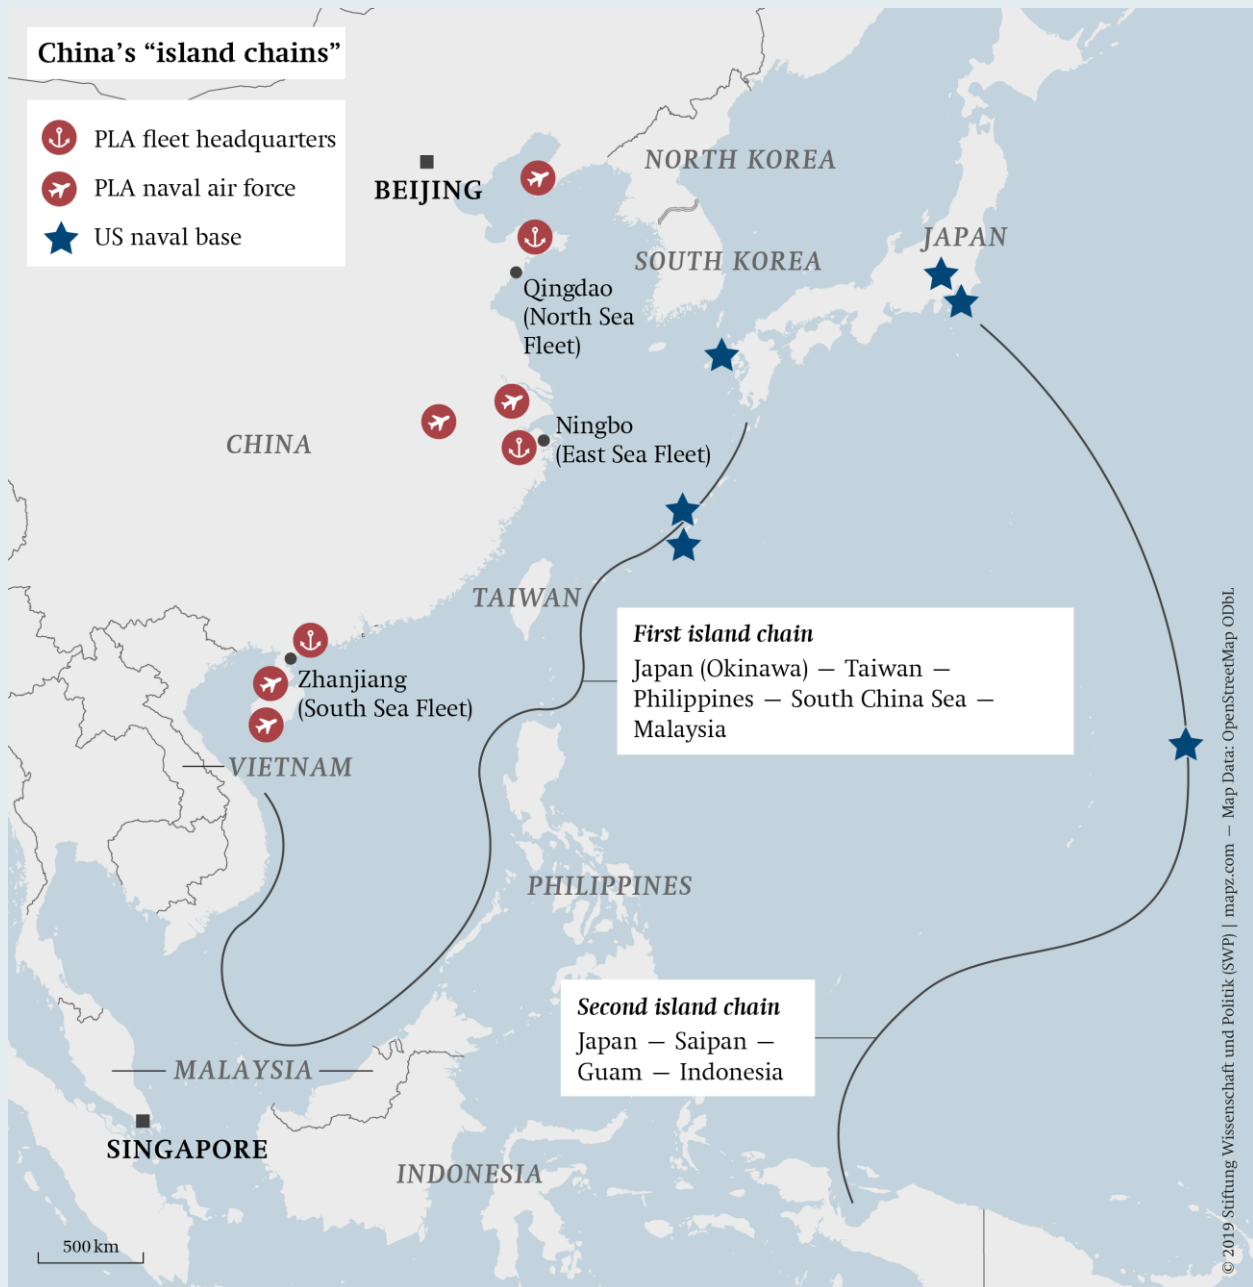 China's “island chains”
PLA fleet headquarters
PLA naval air force
US naval base
BEIJING
NORTH KOREA
SOUTH KOREA
JAPAN
Qingdao
(North Sea
Fleet)
CHINA
Ningbo
(East Sea Fleet)
TAIWAN
First island chain
Japan (Okinawa) — Taiwan —
Philippines — South China Sea —
Malaysia
Zhanjiang
(South Sea Fleet)
VIETNAM
PHILIPPINES
Second island chain
Japan — Saipan —
Guam — Indonesia
MALAYSIA
SINGAPORE
INDONESIA
500 km
© 2019 Stiftung Wissenschaft und Politik (SWP) | mapz.com — Map Data: OpenStreetMap ODbL